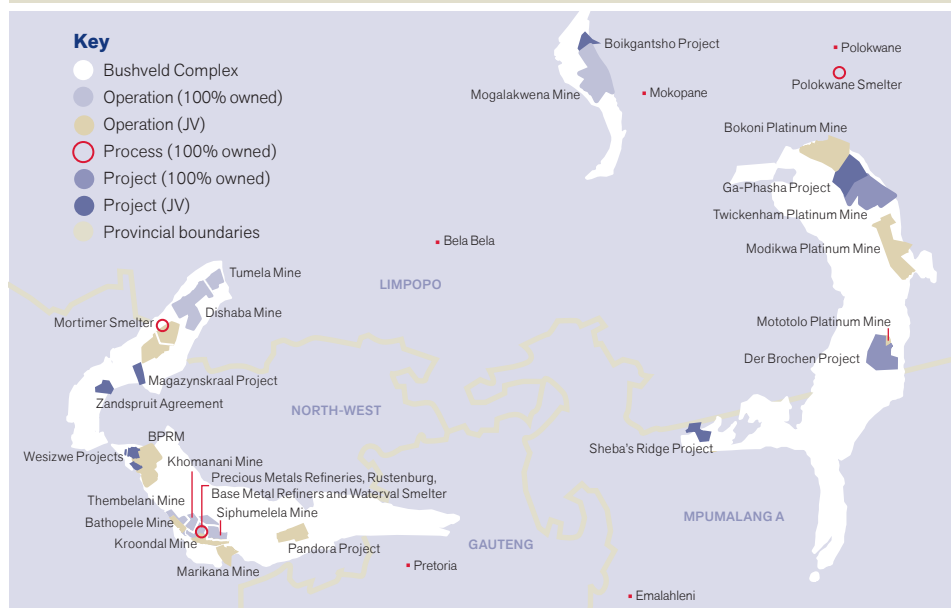 Key
Bushveld Complex
Operation (100% owned)
Operation (JV)
Process (100% owned)
Project (100% owned)
Project (JV)
Provincial boundaries
Boikgantsho Project
Mogalakwena Mine
Mokopane
Polokwane
Polokwane Smelter
Bokoni Platinum Mine
Ga-Phasha Project
Twickenham Platinum Mine
Modikwa Platinum Mine
Bela Bela
LIMPOPO
Tumela Mine
Dishaba Mine
Mortimer Smelter
Magazynskraal Project
Zandspruit Agreement
Mototolo Platinum Mine
Der Brochen Project
NORTH-WEST
BPRM
Wesizwe Projects
Khomanani Mine
Precious Metals Refineries, Rustenburg,
Base Metal Refiners and Waterval Smelter
Thembelani Mine
Siphumelela Mine
Bathopele Mine
Kroondal Mine
Marikana Mine
Pandora Project
Sheba's Ridge Project
MPUMALANG A
GAUTENG
Pretoria
Emalahleni